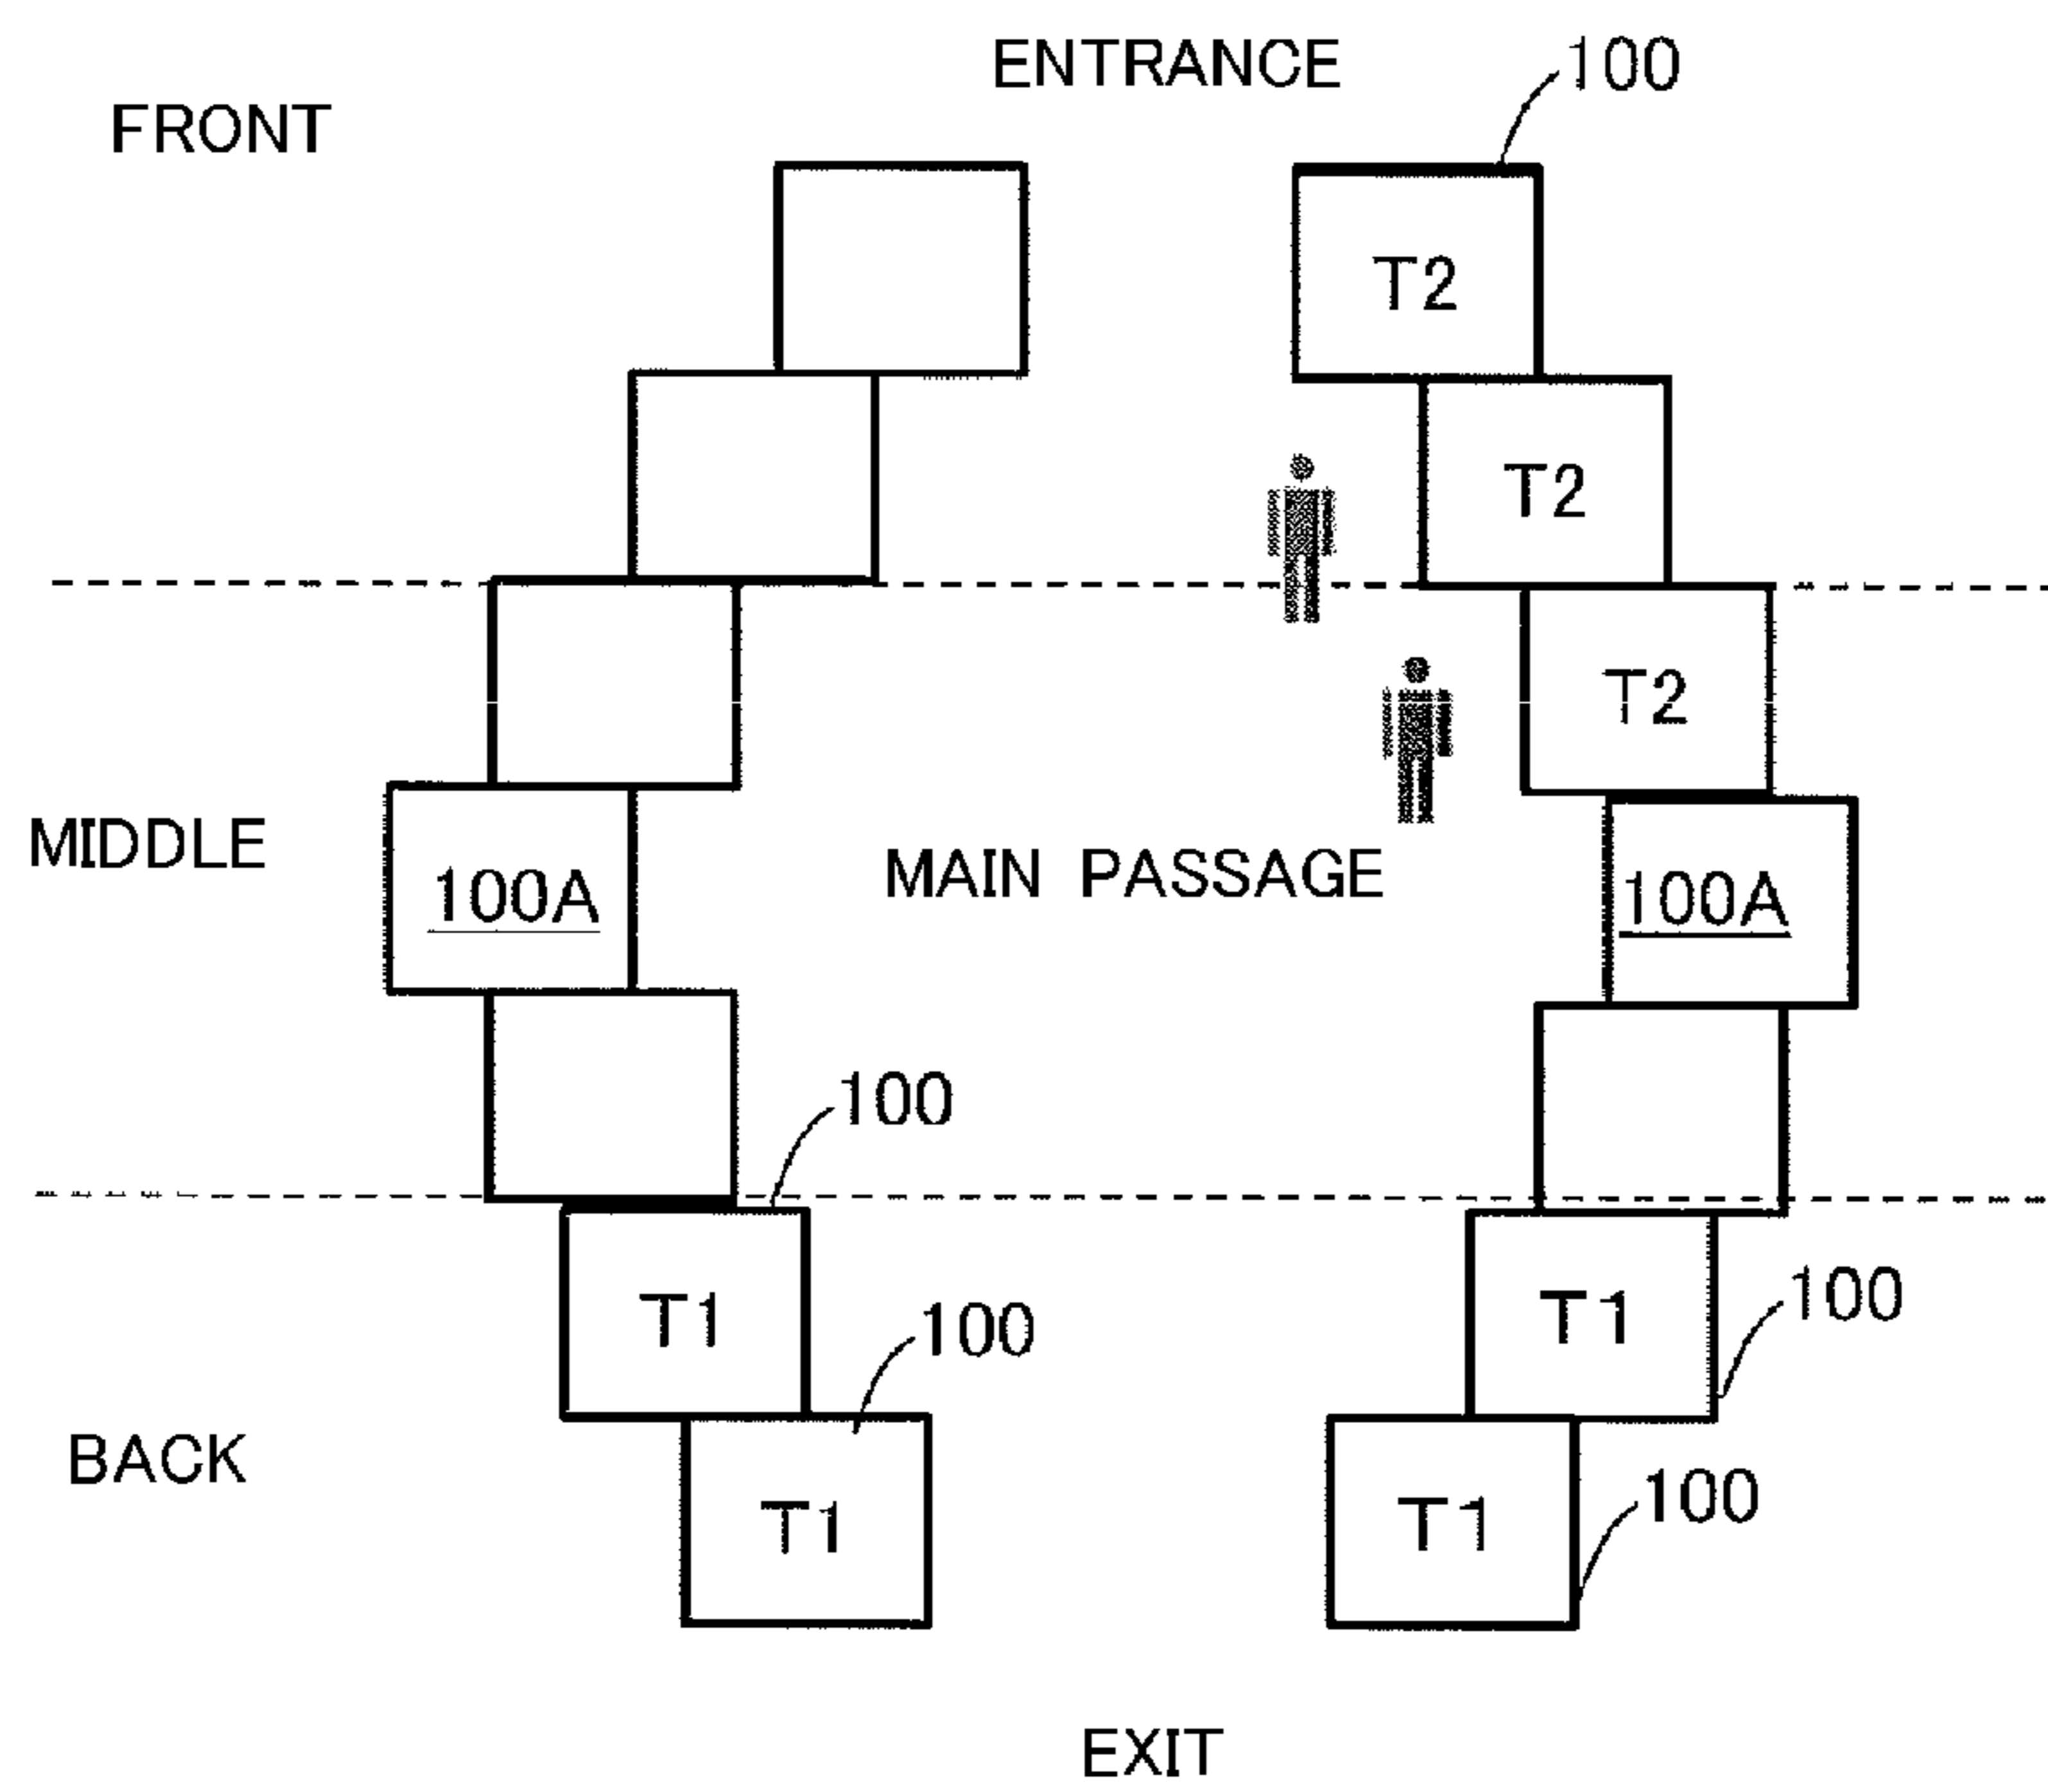 ENTRANCE
100
FRONT
T2
T2
T2
MIDDLE
100A
MAIN PASSAGE
100A
100
T1
100
T1
100
BACK
T1
T1
100
EXIT